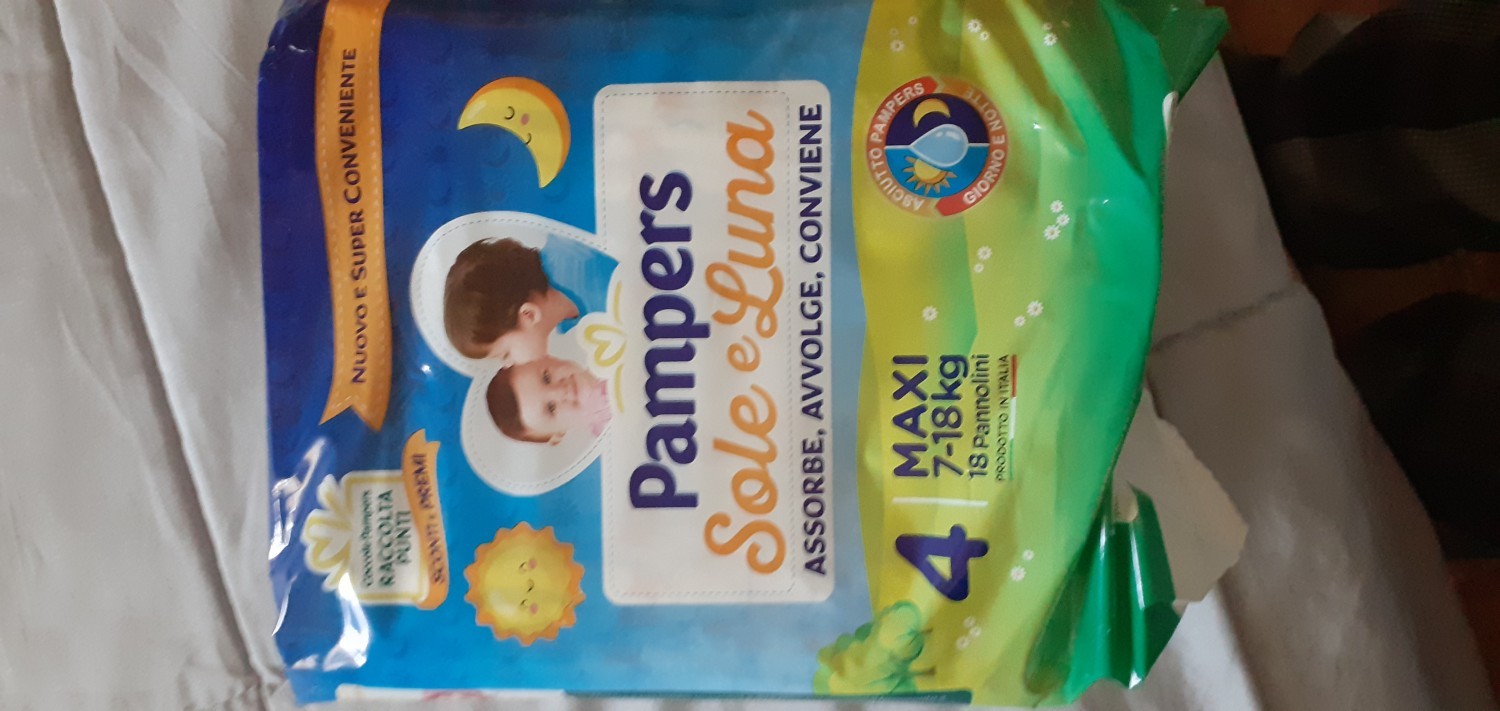 NUOVO E SUPER CONVENIENTE
Coccole Pampers
RACCOLTA
PUNTI
SCONTI e PREMI
Pampers
Sole e Luna
ASSORBE, AVVOLGE, CONVIENE
ASCIUTTO PAMPERS
GIORNO E NOTTE
4
MAXI
7-18kg
18 Pannolini
PRODOTTO IN ITALIA